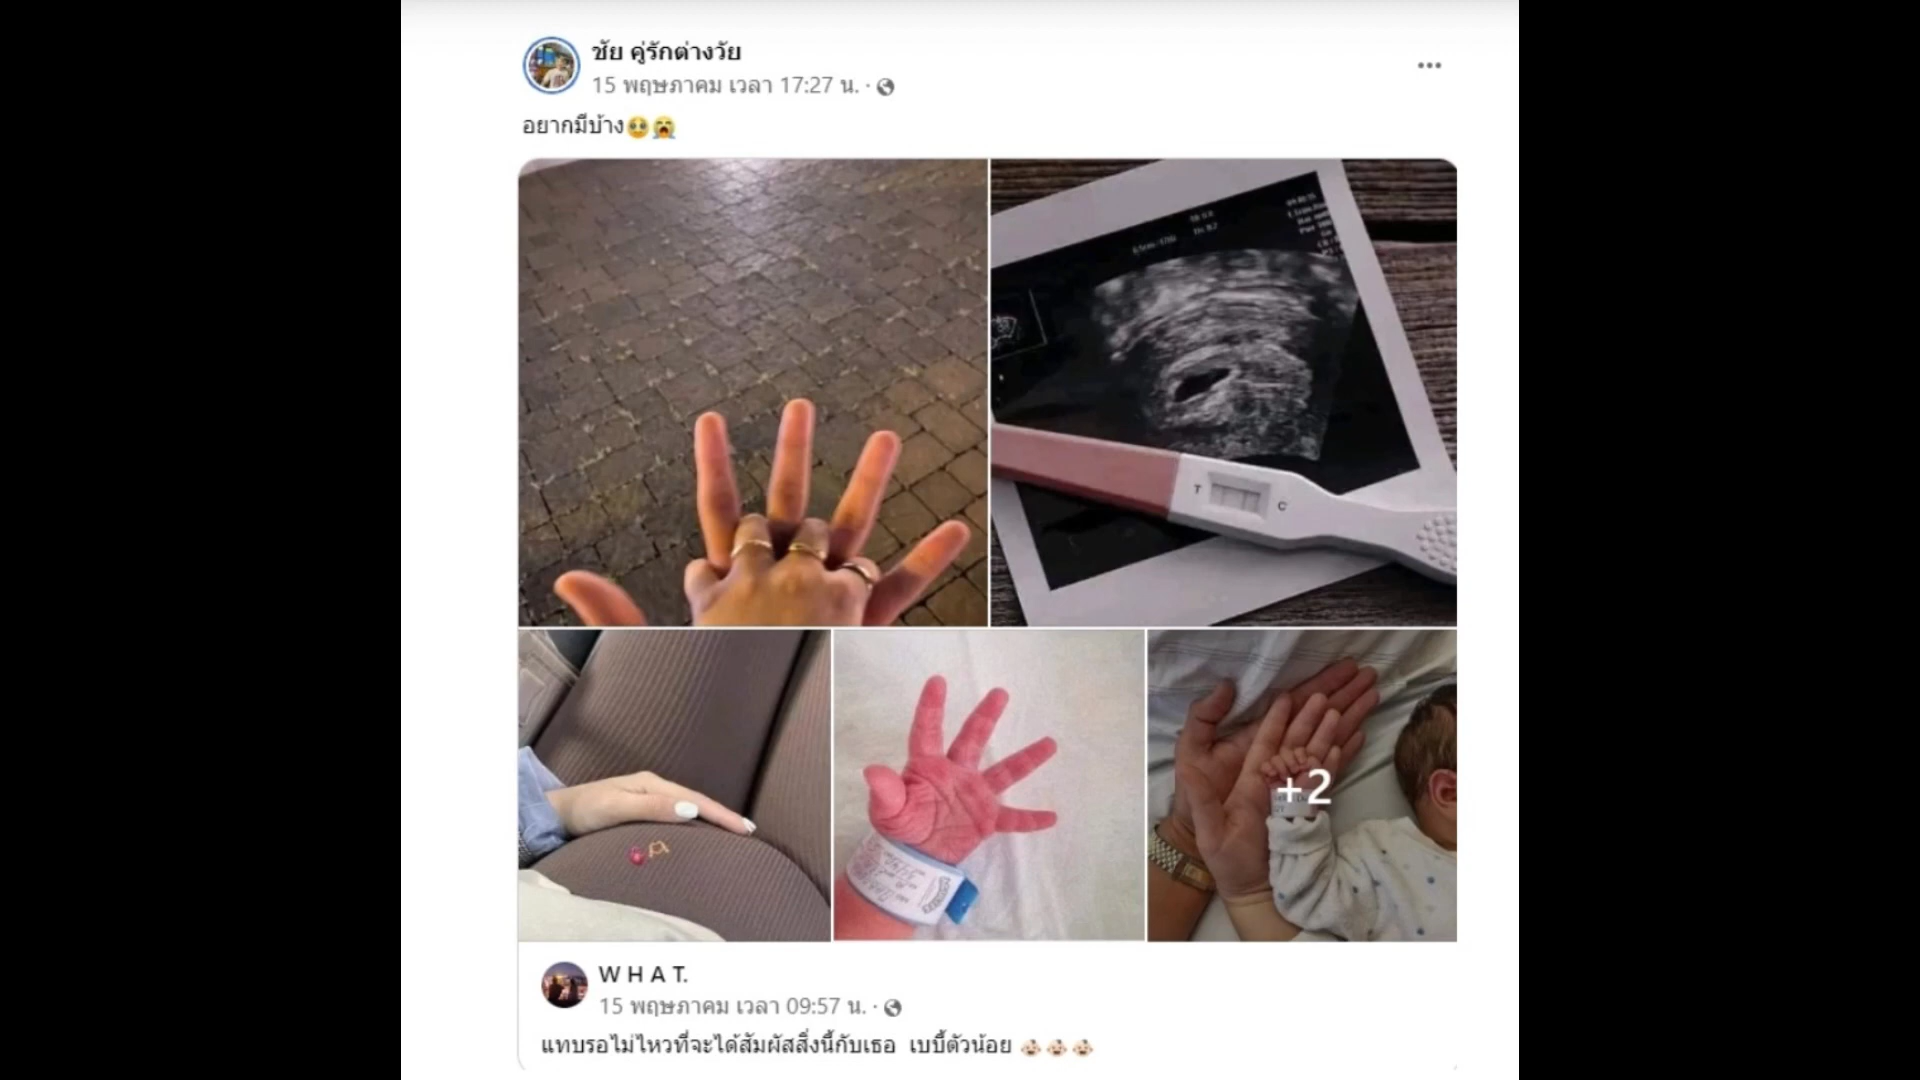 ชัย คู่รักต่างวัย
15 พฤษภาคม เวลา 17:27 น. ·
อยากมีบ้าง🥹😭
T
C
+2
W H A T.
15 พฤษภาคม เวลา 09:57 น. ·
แทบรอไม่ไหวที่จะได้สัมผัสสิ่งนี้กับเธอ เบบี้ตัวน้อย 👶🏻👶🏻👶🏻